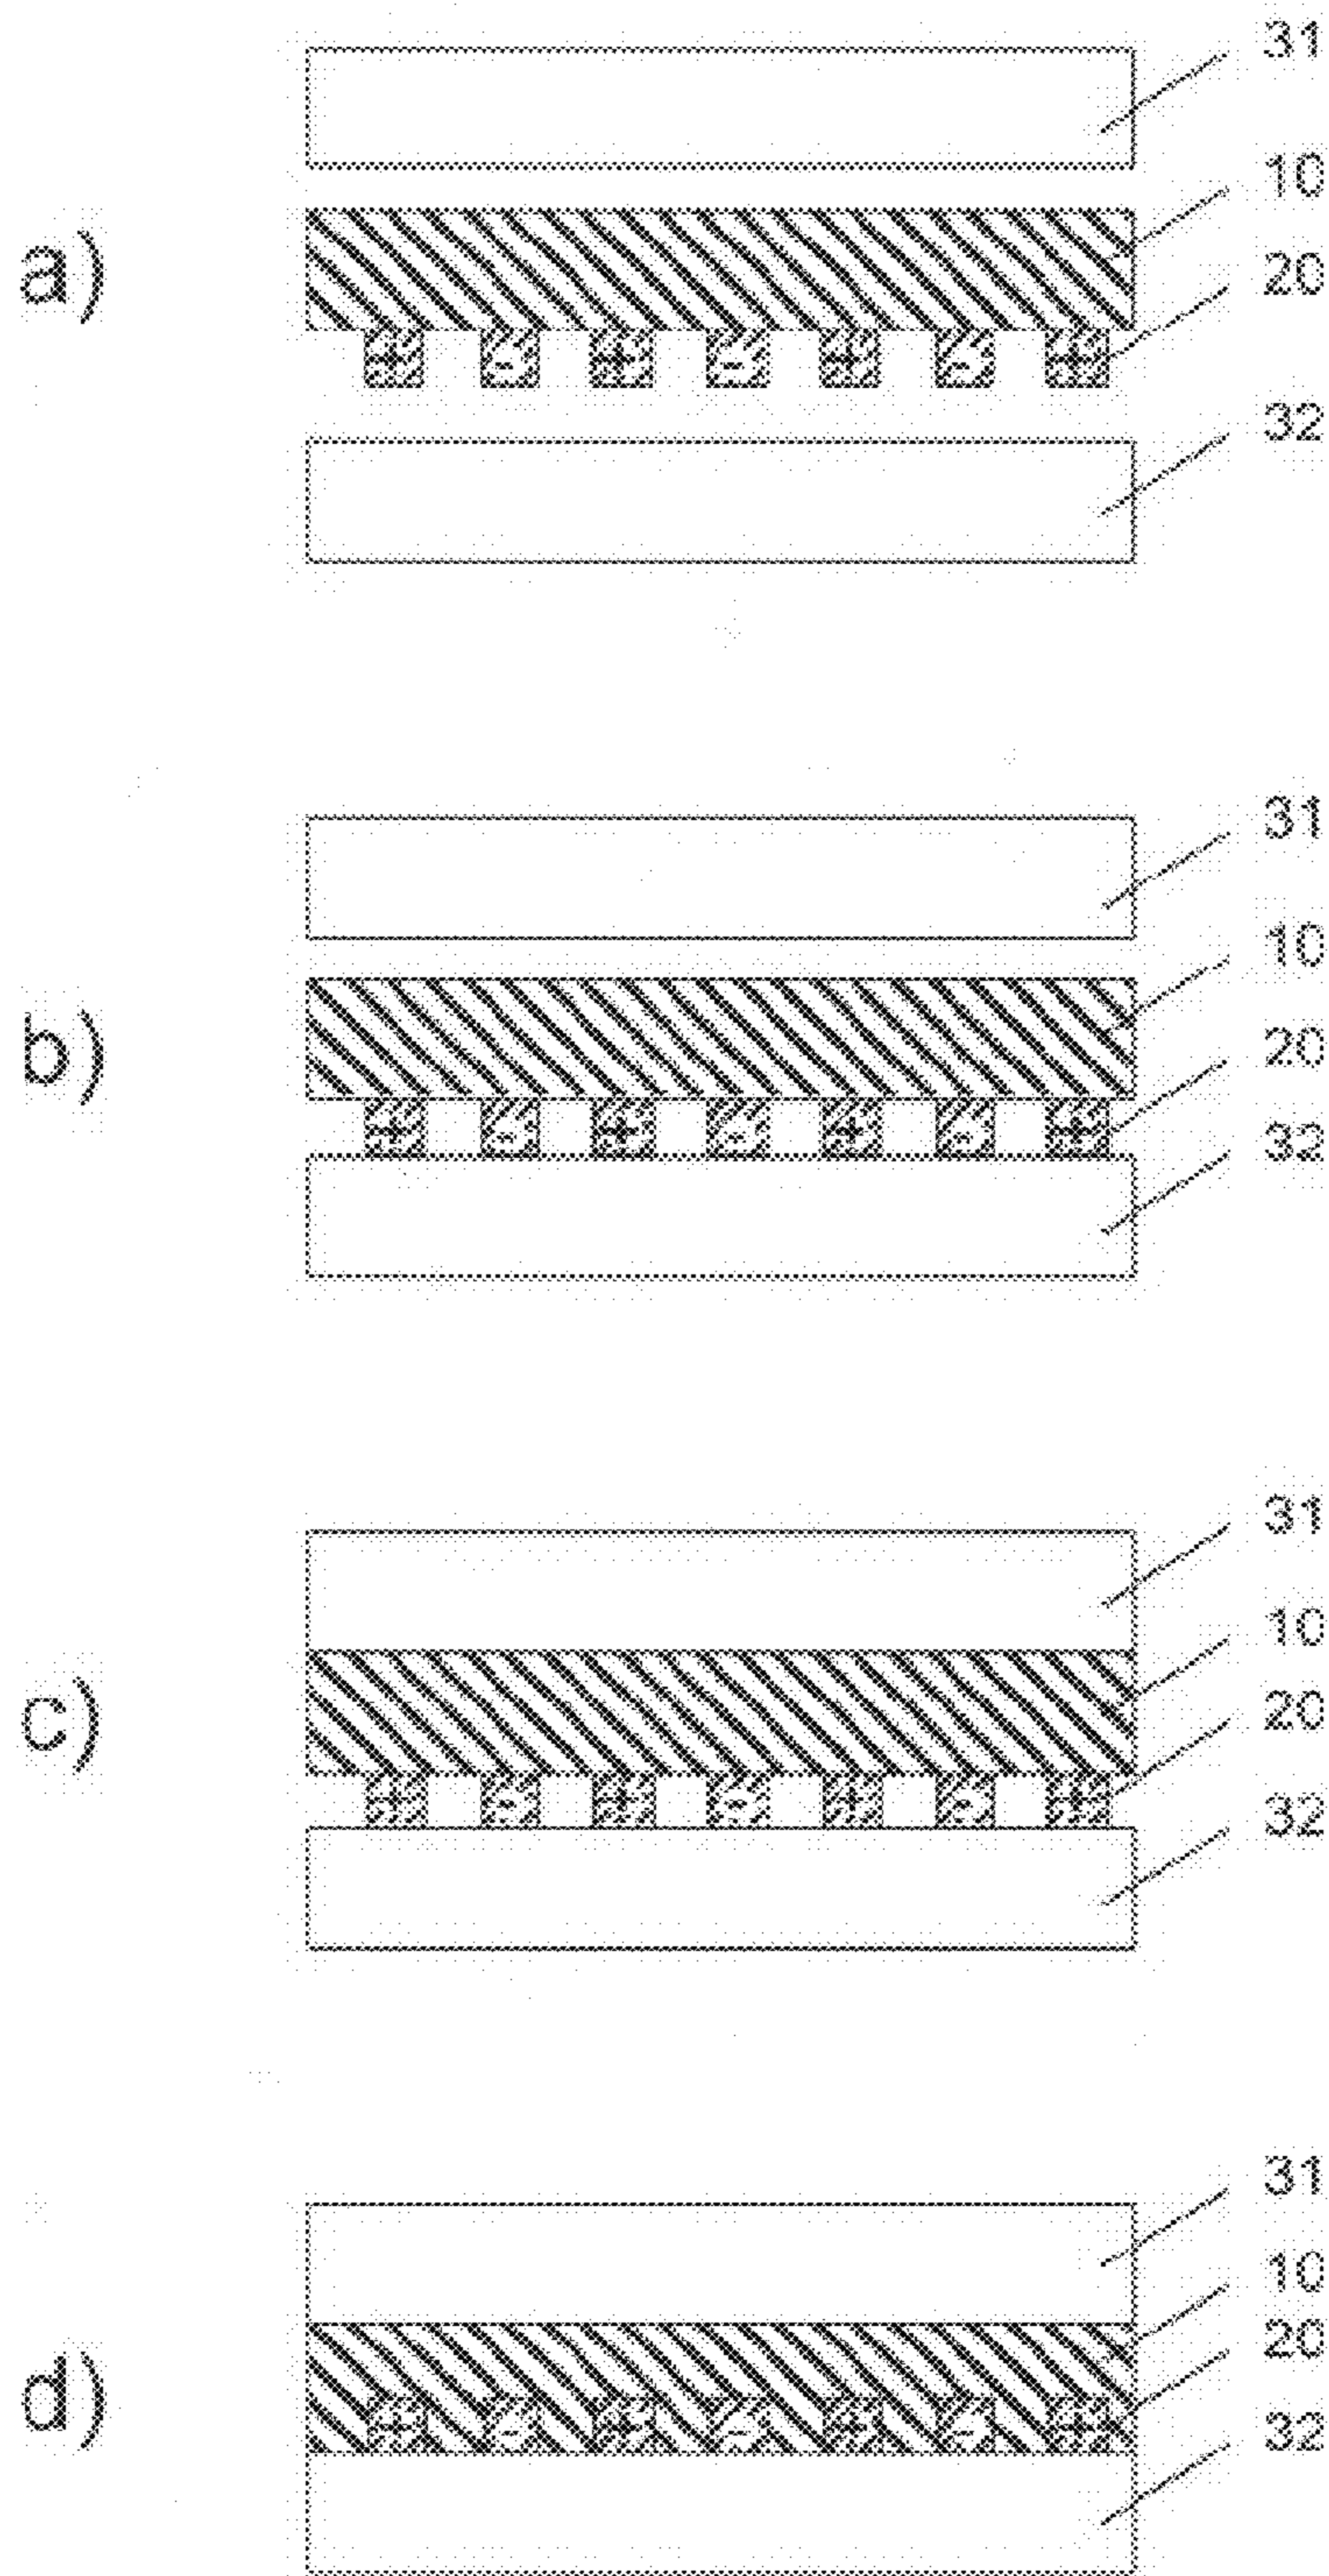 31
10
a)
20
+ - + - + - +
32
31
10
b)
20
+ - + - + - +
32
31
10
c)
20
+ - + - + - +
32
31
10
20
d)
+ - + - + - +
32